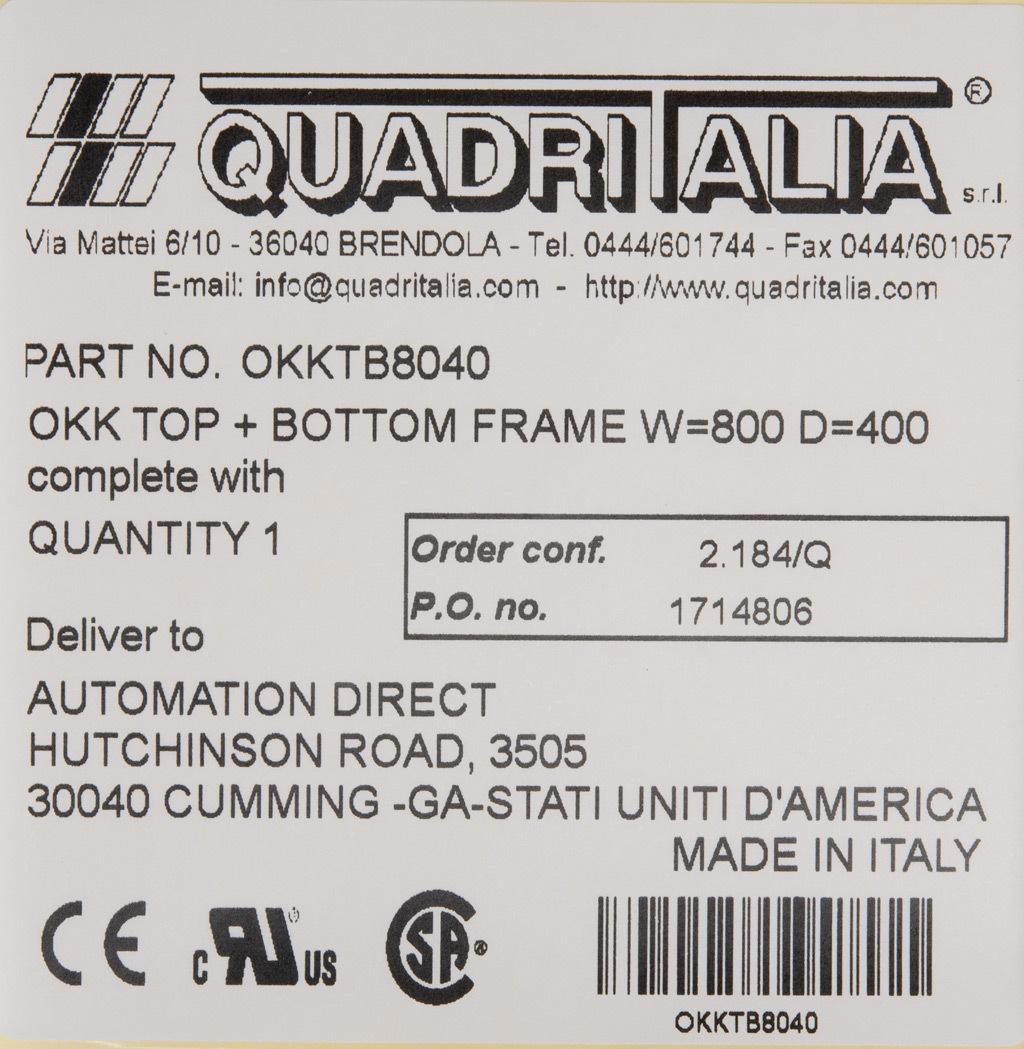 QUADRITALIA ® s.r.l.
Via Mattei 6/10 - 36040 BRENDOLA - Tel. 0444/601744 - Fax 0444/601057
E-mail: info@quadritalia.com - http://www.quadritalia.com
PART NO. OKKTB8040
OKK TOP + BOTTOM FRAME W=800 D=400
complete with
QUANTITY 1
Order conf. 2.184/Q
P.O. no. 1714806
Deliver to
AUTOMATION DIRECT
HUTCHINSON ROAD, 3505
30040 CUMMING -GA-STATI UNITI D'AMERICA
MADE IN ITALY
CE c RU ® US CSA ®
OKKTB8040